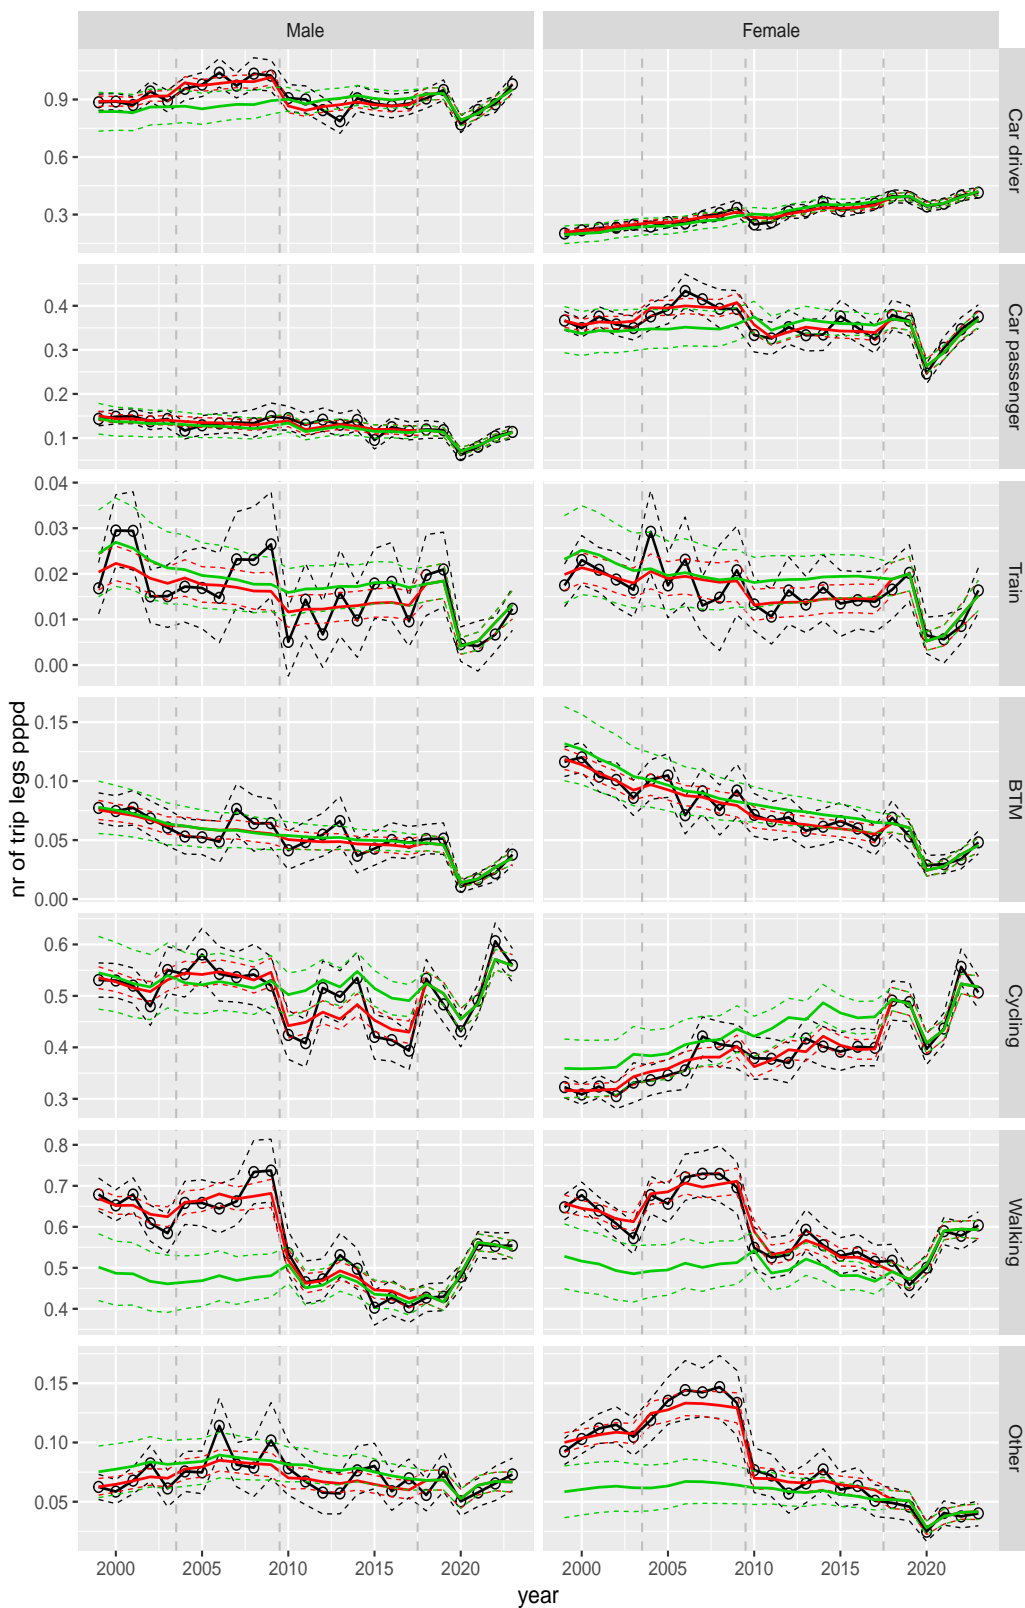 Male Female
0.9
0.6
0.3
Car driver
0.4
0.3
0.2
0.1
Car passenger
0.04
0.03
0.02
0.01
0.00
Train
nr of trip legs pppd
0.15
0.10
0.05
0.00
BTM
0.6
0.5
0.4
0.3
Cycling
0.8
0.7
0.6
0.5
0.4
Walking
0.15
0.10
0.05
Other
2000 2005 2010 2015 2020 2000 2005 2010 2015 2020
year